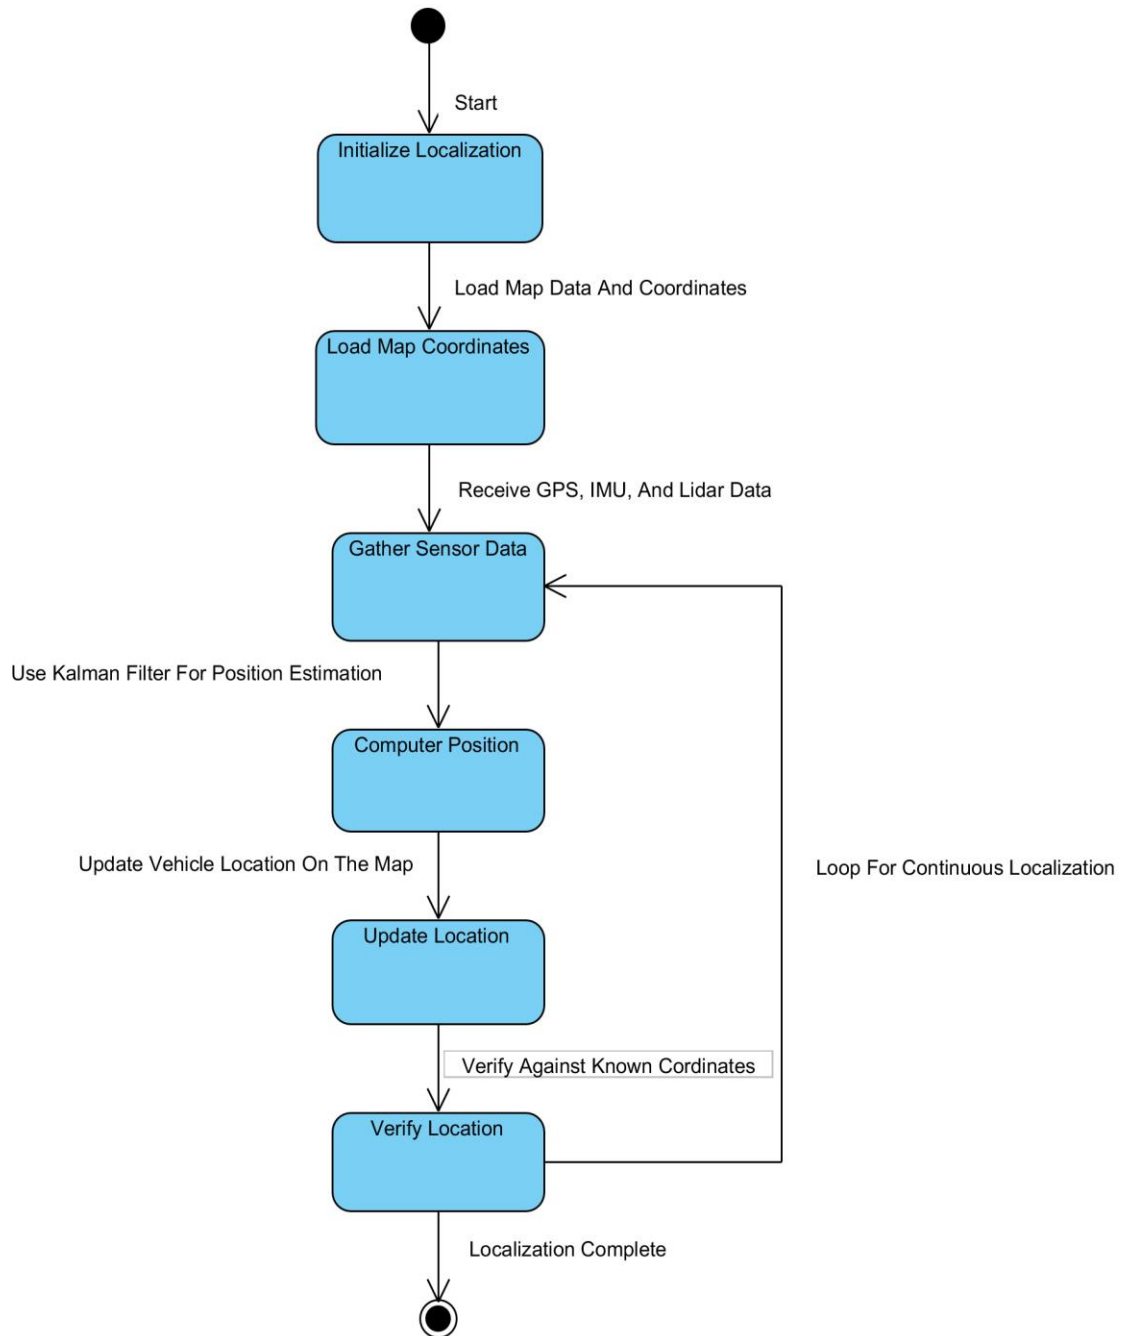 Start
Initialize Localization
Load Map Data And Coordinates
Load Map Coordinates
Receive GPS, IMU, And Lidar Data
Gather Sensor Data
Use Kalman Filter For Position Estimation
Computer Position
Update Vehicle Location On The Map
Loop For Continuous Localization
Update Location
Verify Against Known Cordinates
Verify Location
Localization Complete